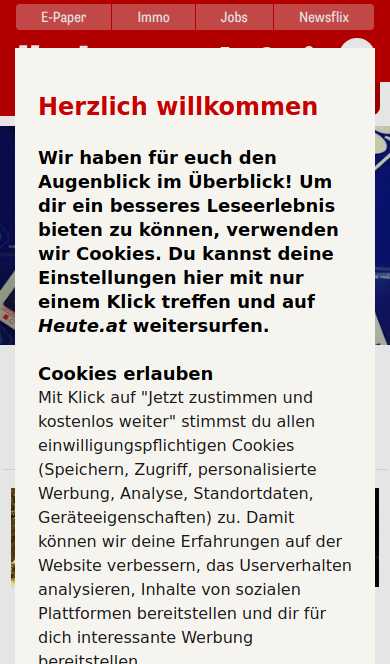 E-Paper
Immo
Jobs
Newsflix
Herzlich willkommen
Wir haben für euch den
Augenblick im Überblick! Um
dir ein besseres Leseerlebnis
bieten zu können, verwenden
wir Cookies. Du kannst deine
Einstellungen hier mit nur
einem Klick treffen und auf
Heute.at weitersurfen.
Cookies erlauben
Mit Klick auf "Jetzt zustimmen und
kostenlos weiter" stimmst du allen
einwilligungspflichtigen Cookies
(Speichern, Zugriff, personalisierte
Werbung, Analyse, Standortdaten,
Geräteeigenschaften) zu. Damit
können wir deine Erfahrungen auf der
Website verbessern, das Userverhalten
analysieren, Inhalte von sozialen
Plattformen bereitstellen und dir für
dich interessante Werbung
bereitstellen